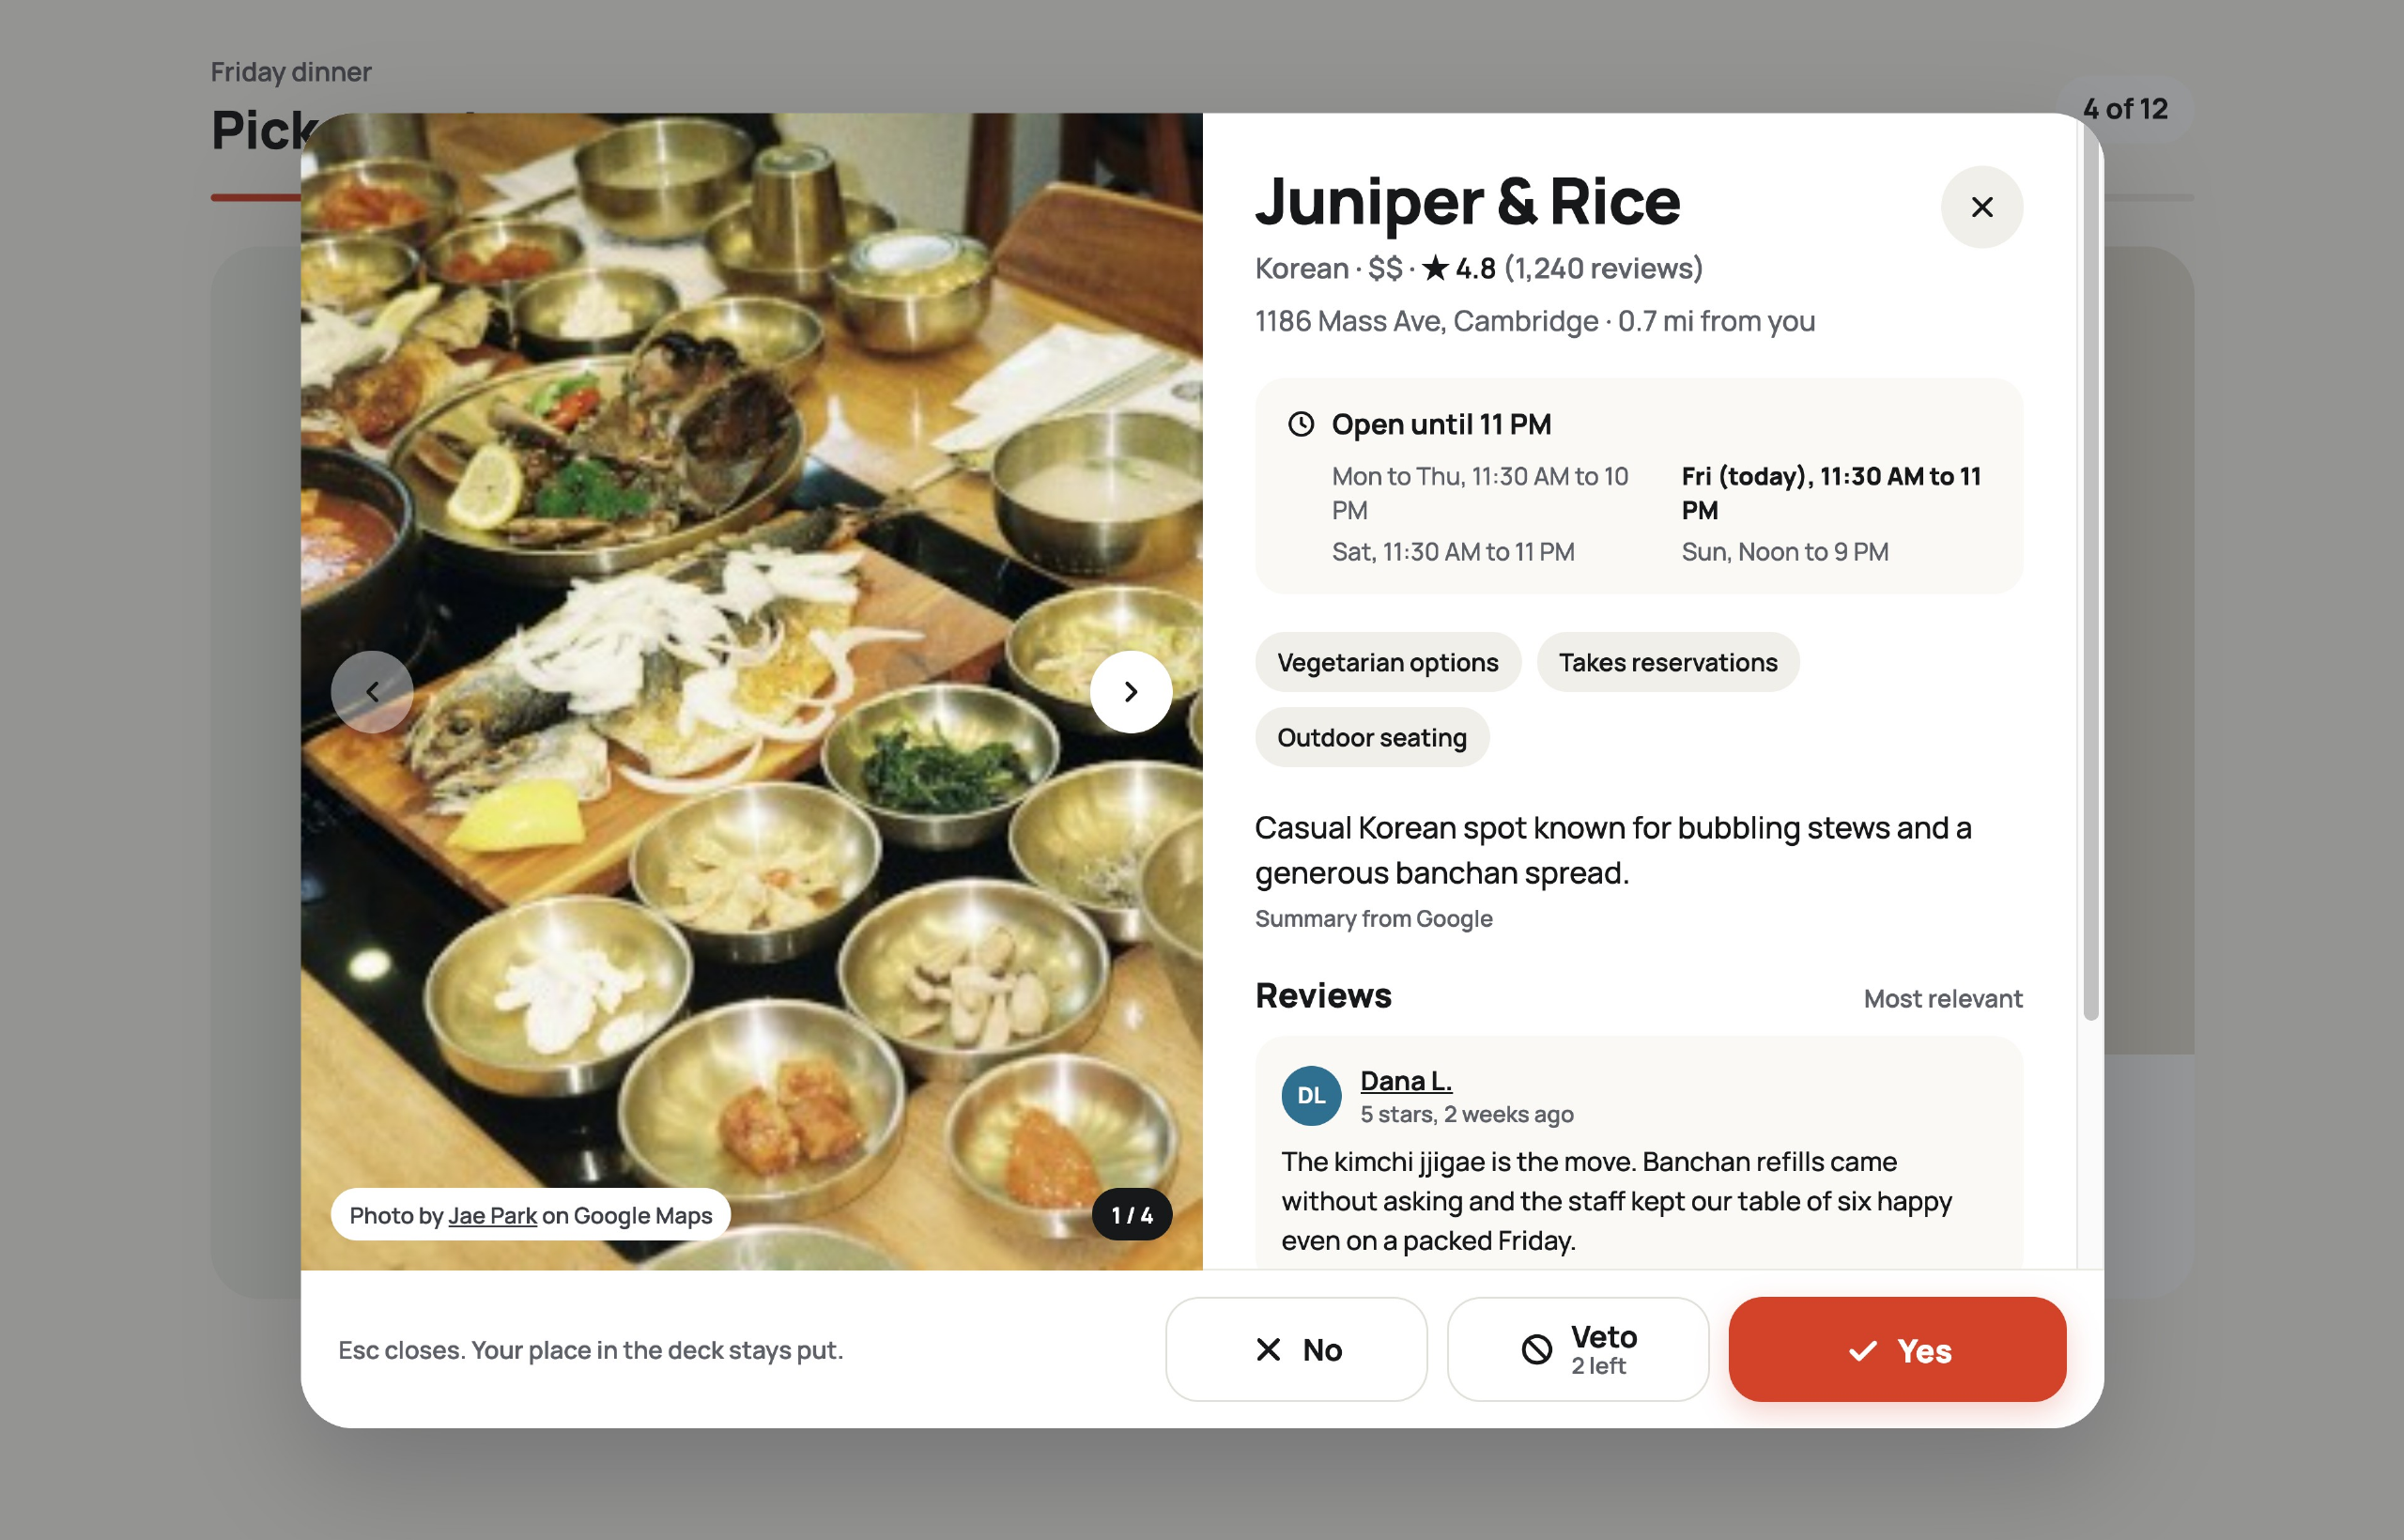 Friday dinner
Pick
4 of 12
Juniper & Rice
Korean · $$ · ★ 4.8 (1,240 reviews)
1186 Mass Ave, Cambridge · 0.7 mi from you
Open until 11 PM
Mon to Thu, 11:30 AM to 10
PM
Fri (today), 11:30 AM to 11
PM
Sat, 11:30 AM to 11 PM
Sun, Noon to 9 PM
Vegetarian options
Takes reservations
Outdoor seating
Casual Korean spot known for bubbling stews and a
generous banchan spread.
Summary from Google
Reviews
Most relevant
DL
Dana L.
5 stars, 2 weeks ago
The kimchi jjigae is the move. Banchan refills came
without asking and the staff kept our table of six happy
even on a packed Friday.
Photo by Jae Park on Google Maps
1 / 4
Esc closes. Your place in the deck stays put.
No
Veto
2 left
Yes